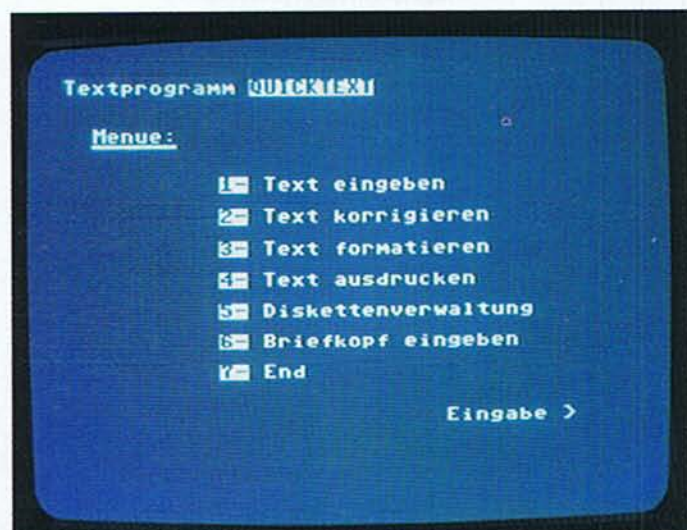 Textprogramm QUICKTEXT
Menue:
1- Text eingeben
2- Text korrigieren
3- Text formatieren
4- Text ausdrucken
5- Diskettenverwaltung
6- Briefkopf eingeben
7- End
Eingabe >